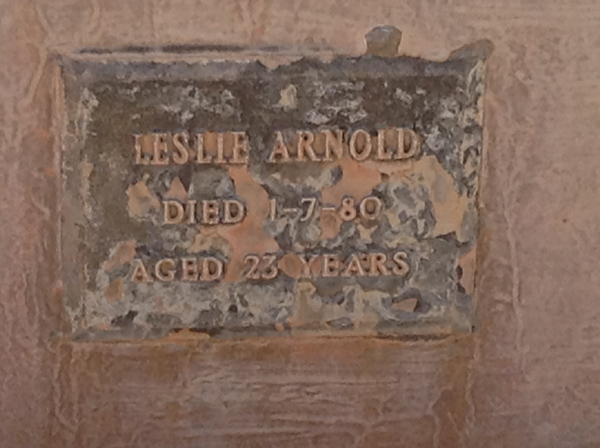 LESLIE ARNOLD
DIED 1-7-80
AGED 23 YEARS